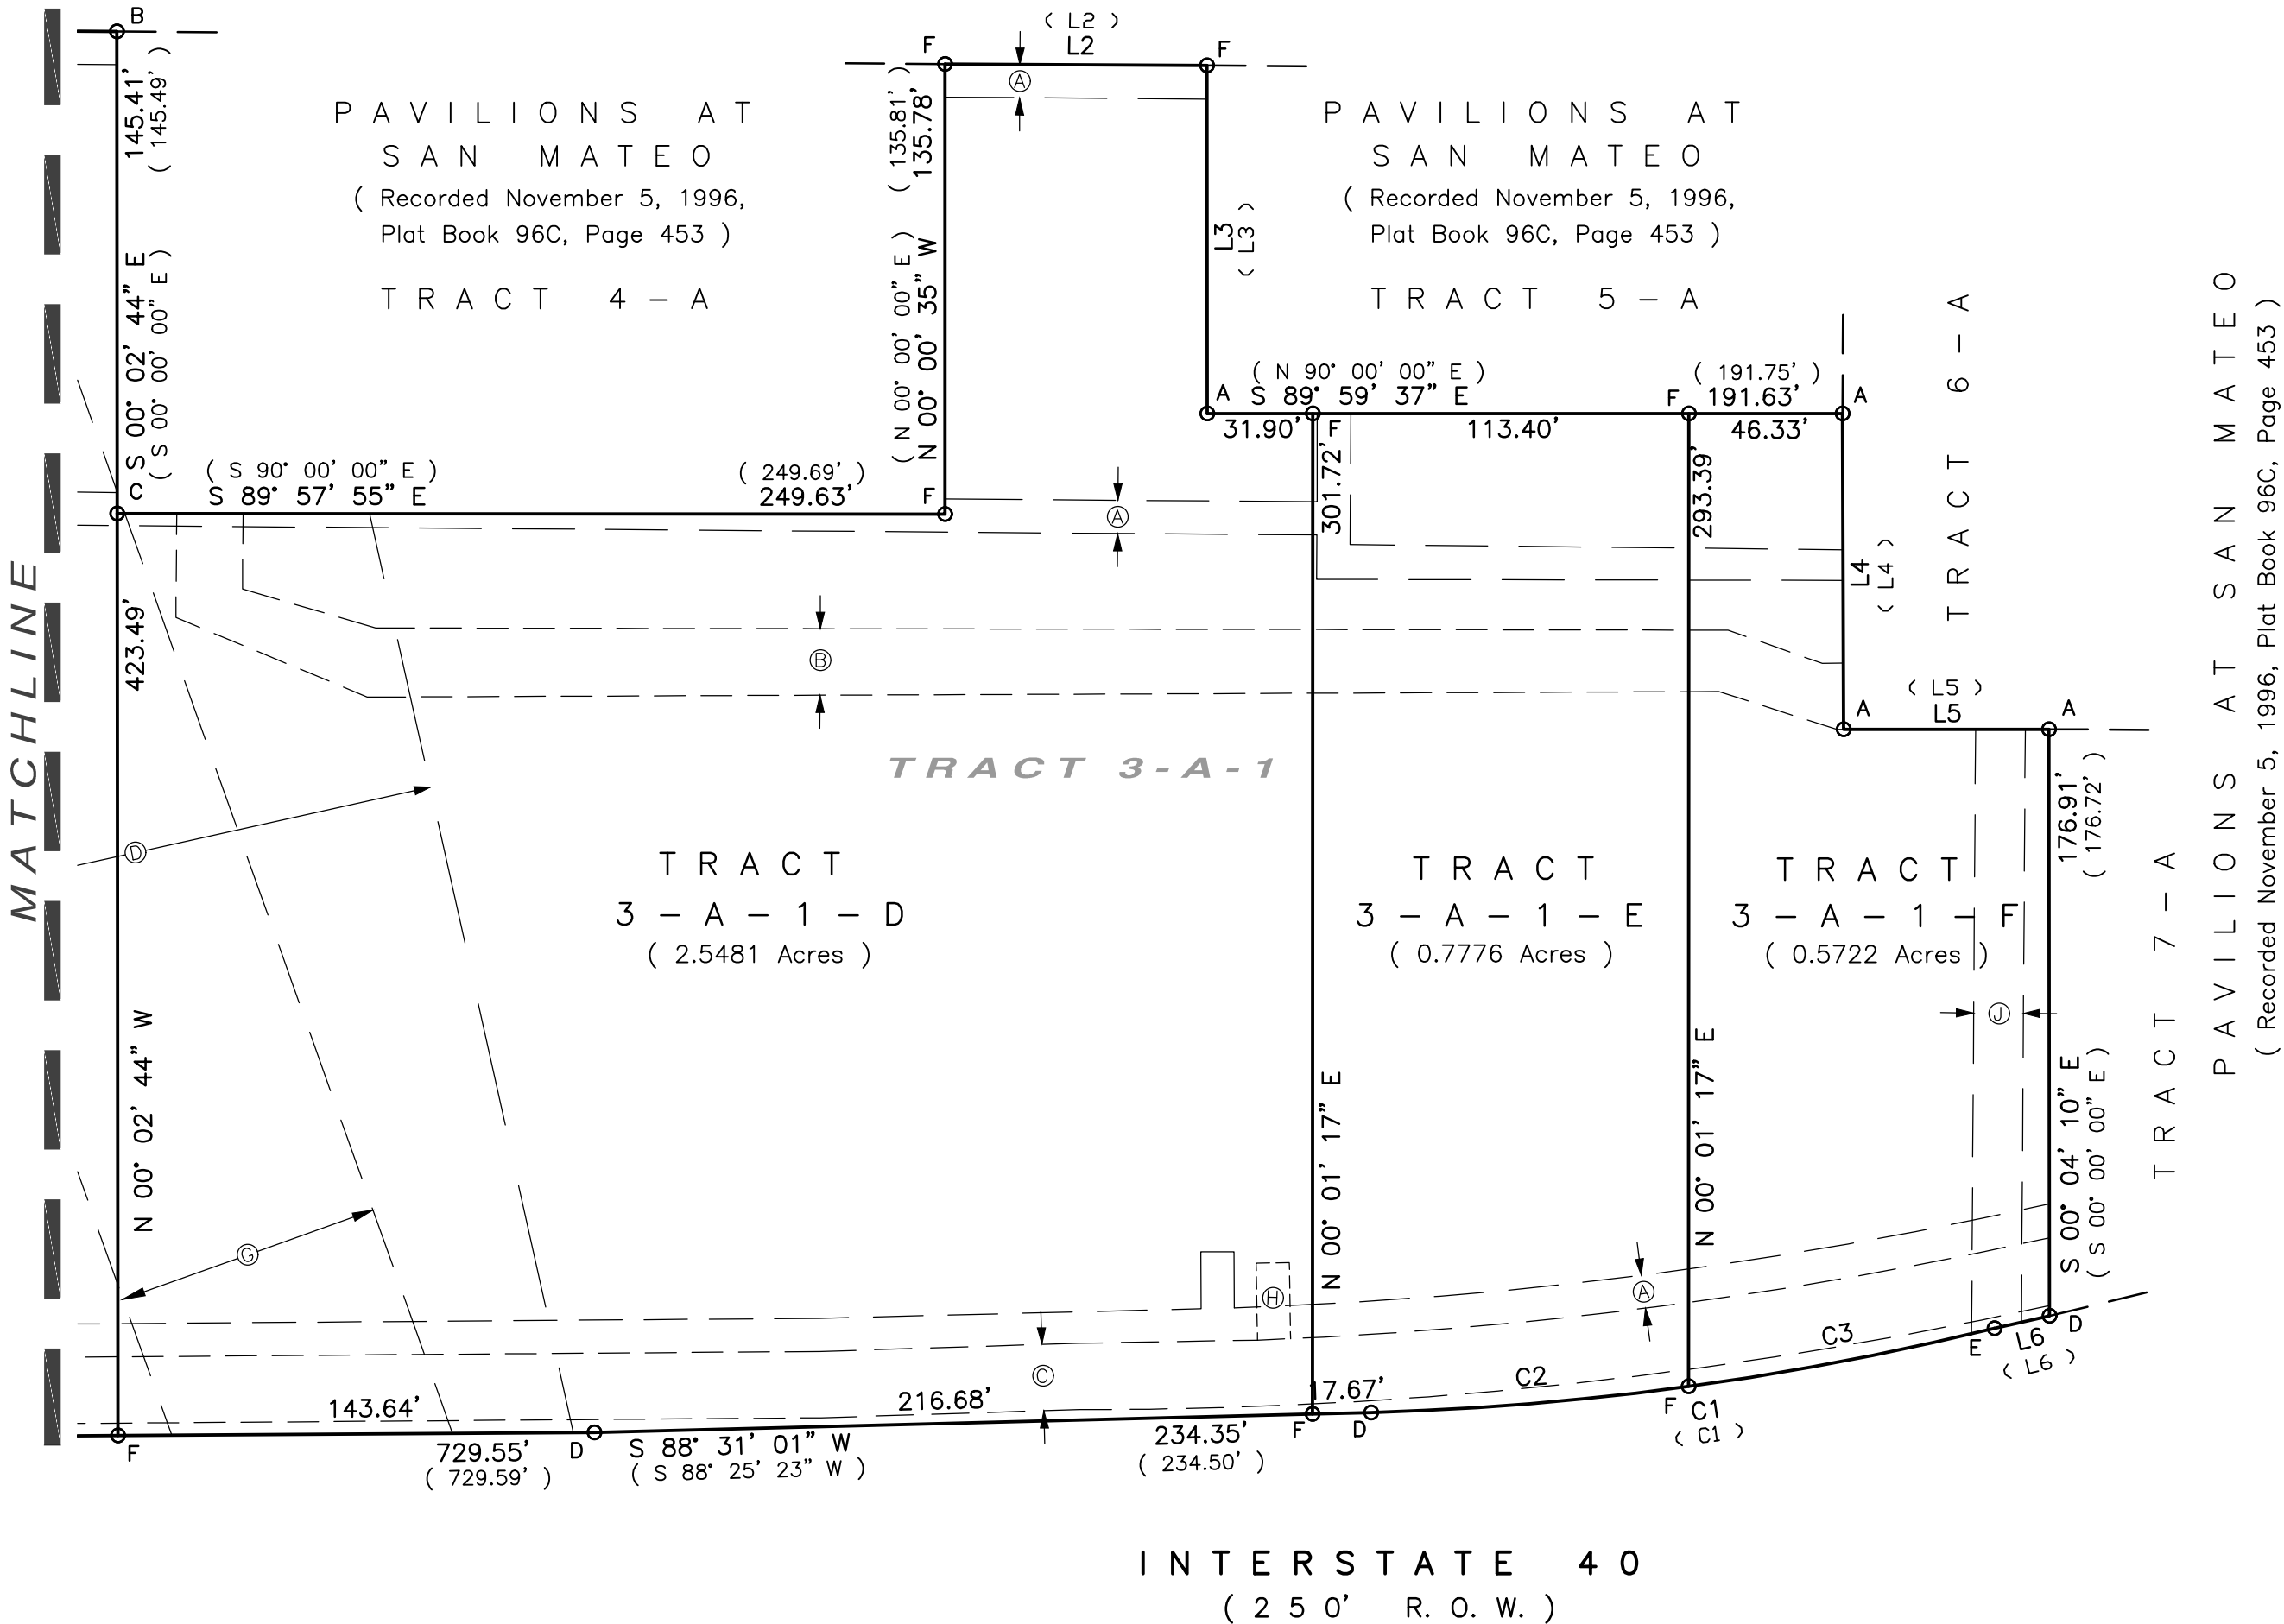 B
( L2 )
L2
F
F
Ⓐ
145.41'
( 145.49' )
S 00° 02' 44" E
( S 00° 00' 00" E )
PAVILIONS AT
SAN MATEO
( Recorded November 5, 1996,
Plat Book 96C, Page 453 )
TRACT 4-A
( 135.81' )
135.78'
( N 00° 00' 00" E )
N 00° 00' 35" W
PAVILIONS AT
SAN MATEO
( Recorded November 5, 1996,
Plat Book 96C, Page 453 )
TRACT 5-A
L3
( L3 )
TRACT 6-A
PAVILIONS AT SAN MATEO
( Recorded November 5, 1996, Plat Book 96C, Page 453 )
( N 90° 00' 00" E )
( 191.75' )
A
S 89° 59' 37" E
F
191.63'
A
31.90'
F
113.40'
46.33'
C
( S 90° 00' 00" E )
S 89° 57' 55" E
( 249.69' )
249.63'
F
Ⓐ
301.72'
293.39'
L4
( L4 )
MATCHLINE
423.49'
Ⓑ
( L5 )
A
L5
A
TRACT 3-A-1
176.91'
( 176.72' )
Ⓓ
TRACT
3-A-1-D
( 2.5481 Acres )
TRACT
3-A-1-E
( 0.7776 Acres )
TRACT
3-A-1-F
( 0.5722 Acres )
TRACT 7-A
Ⓙ
N 00° 02' 44" W
N 00° 01' 17" E
N 00° 01' 17" E
S 00° 04' 10" E
( S 00° 00' 00" E )
Ⓖ
Ⓗ
Ⓐ
Ⓒ
C3
E
L6
( L6 )
D
143.64'
216.68'
17.67'
C2
F
C1
( C1 )
F
729.55'
( 729.59' )
D
S 88° 31' 01" W
( S 88° 25' 23" W )
234.35'
( 234.50' )
F
D
INTERSTATE 40
( 250' R.O.W. )